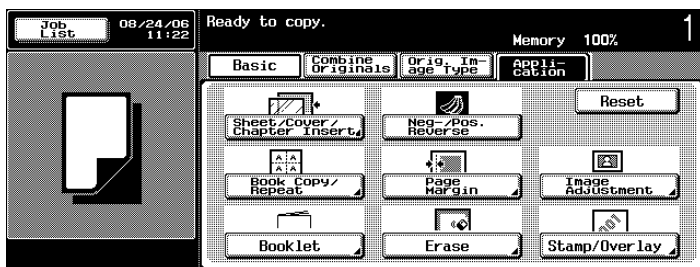 Job
List
08/24/06
11:22
Ready to copy.
Memory 100%
1
Basic
Combine
Originals
Orig. Im-
age Type
Appli-
cation
Reset
Sheet/Cover/
Chapter Insert
Neg-/Pos.
Reverse
A A
A A
Book Copy/
Repeat
Page
Margin
Image
Adjustment
001
Booklet
Erase
Stamp/Overlay